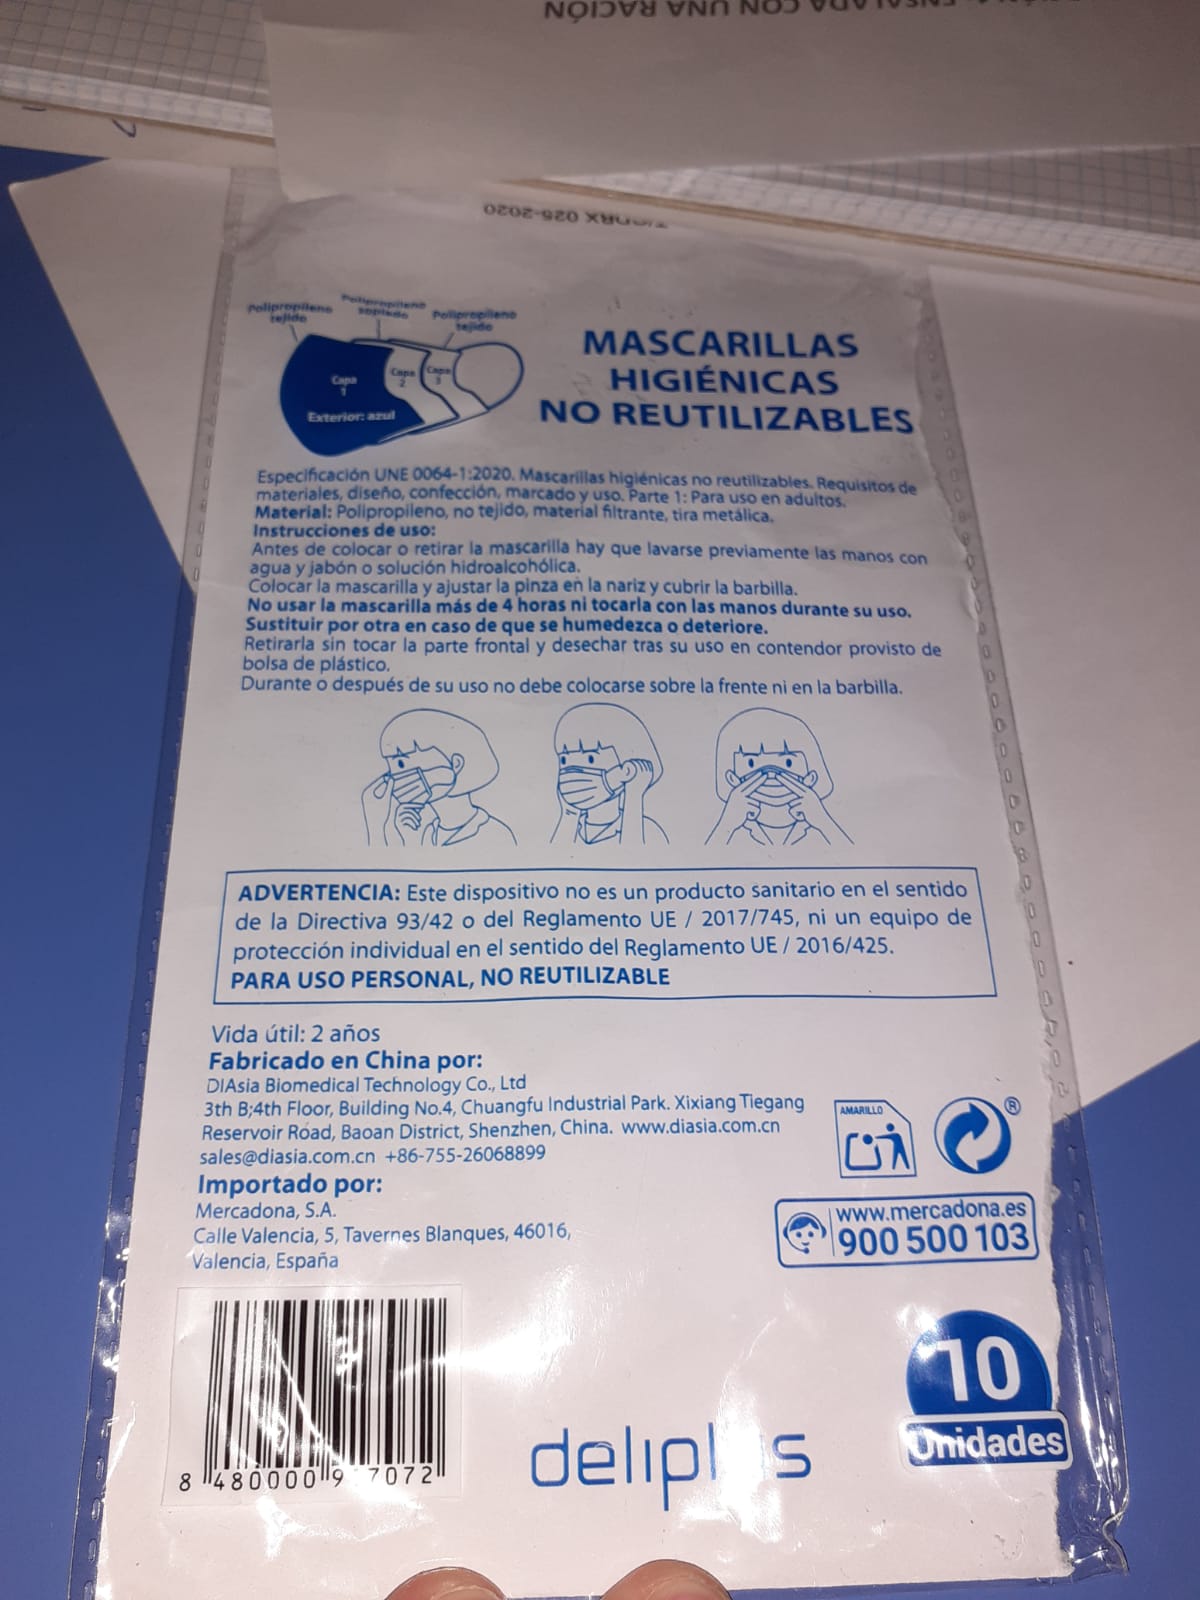 ENSALADA CON UNA RACIÓN
025-2020
Polipropileno
tejido
Polipropileno
soplado
Polipropileno
tejido
Capa
1
Capa
2
Capa
3
Exterior: azul
MASCARILLAS
HIGIÉNICAS
NO REUTILIZABLES
Especificación UNE 0064-1:2020. Mascarillas higiénicas no reutilizables. Requisitos de
materiales, diseño, confección, marcado y uso. Parte 1: Para uso en adultos.
Material: Polipropileno, no tejido, material filtrante, tira metálica.
Instrucciones de uso:
Antes de colocar o retirar la mascarilla hay que lavarse previamente las manos con
agua y jabón o solución hidroalcohólica.
Colocar la mascarilla y ajustar la pinza en la nariz y cubrir la barbilla.
No usar la mascarilla más de 4 horas ni tocarla con las manos durante su uso.
Sustituir por otra en caso de que se humedezca o deteriore.
Retirarla sin tocar la parte frontal y desechar tras su uso en contendor provisto de
bolsa de plástico.
Durante o después de su uso no debe colocarse sobre la frente ni en la barbilla.
ADVERTENCIA: Este dispositivo no es un producto sanitario en el sentido
de la Directiva 93/42 o del Reglamento UE / 2017/745, ni un equipo de
protección individual en el sentido del Reglamento UE / 2016/425.
PARA USO PERSONAL, NO REUTILIZABLE
Vida útil: 2 años
Fabricado en China por:
DIAsia Biomedical Technology Co., Ltd
3th B;4th Floor, Building No.4, Chuangfu Industrial Park. Xixiang Tiegang
Reservoir Road, Baoan District, Shenzhen, China. www.diasia.com.cn
sales@diasia.com.cn +86-755-26068899
Importado por:
Mercadona, S.A.
Calle Valencia, 5, Tavernes Blanques, 46016,
Valencia, España
AMARILLO
®
www.mercadona.es
900 500 103
8 480000 9 7072
deliplus
10
Unidades